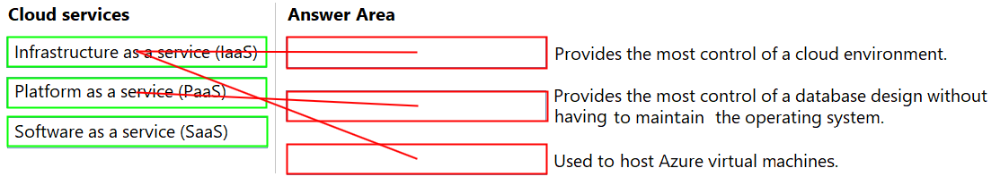 Cloud services
Answer Area
Infrastructure as a service (IaaS)
Provides the most control of a cloud environment.
Platform as a service (PaaS)
Provides the most control of a database design without
having to maintain the operating system.
Software as a service (SaaS)
Used to host Azure virtual machines.